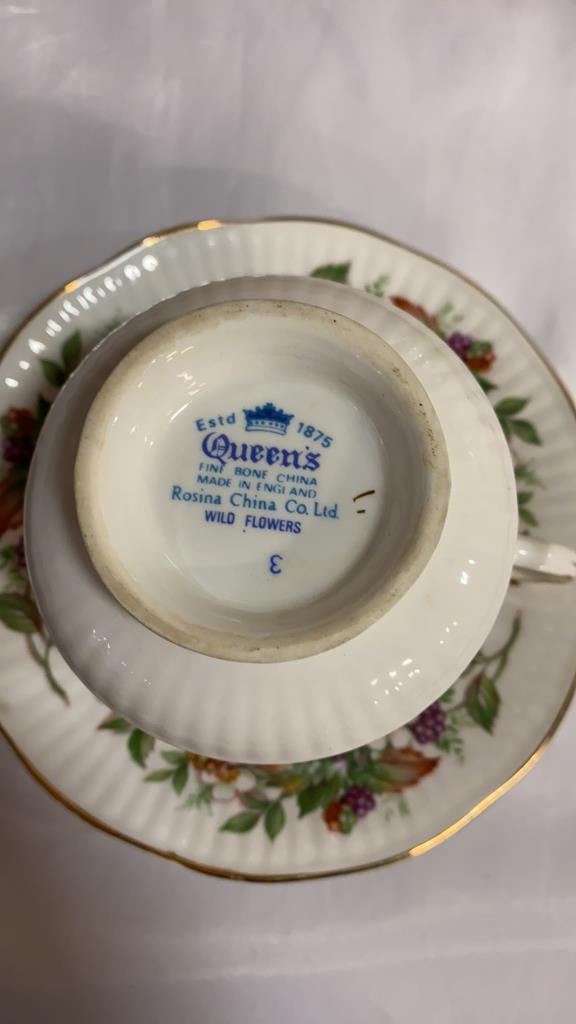 Estd 1875
Queen's
FINE BONE CHINA
MADE IN ENGLAND
Rosina China Co. Ltd.
WILD FLOWERS
3